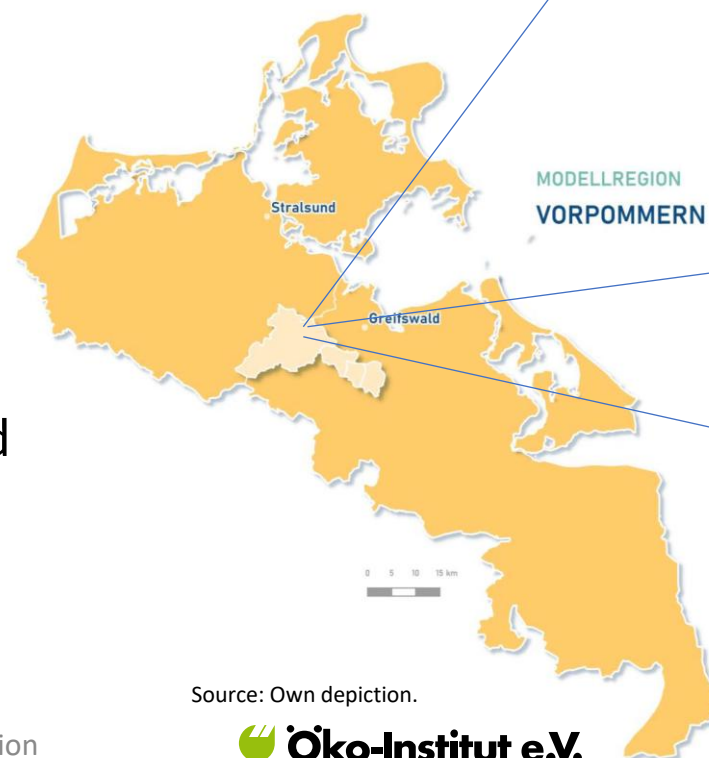 MODELLREGION
VORPOMMERN
Stralsund
Greifswald
0 5 10 15 km
Source: Own depiction.
Öko-Institut e.V.